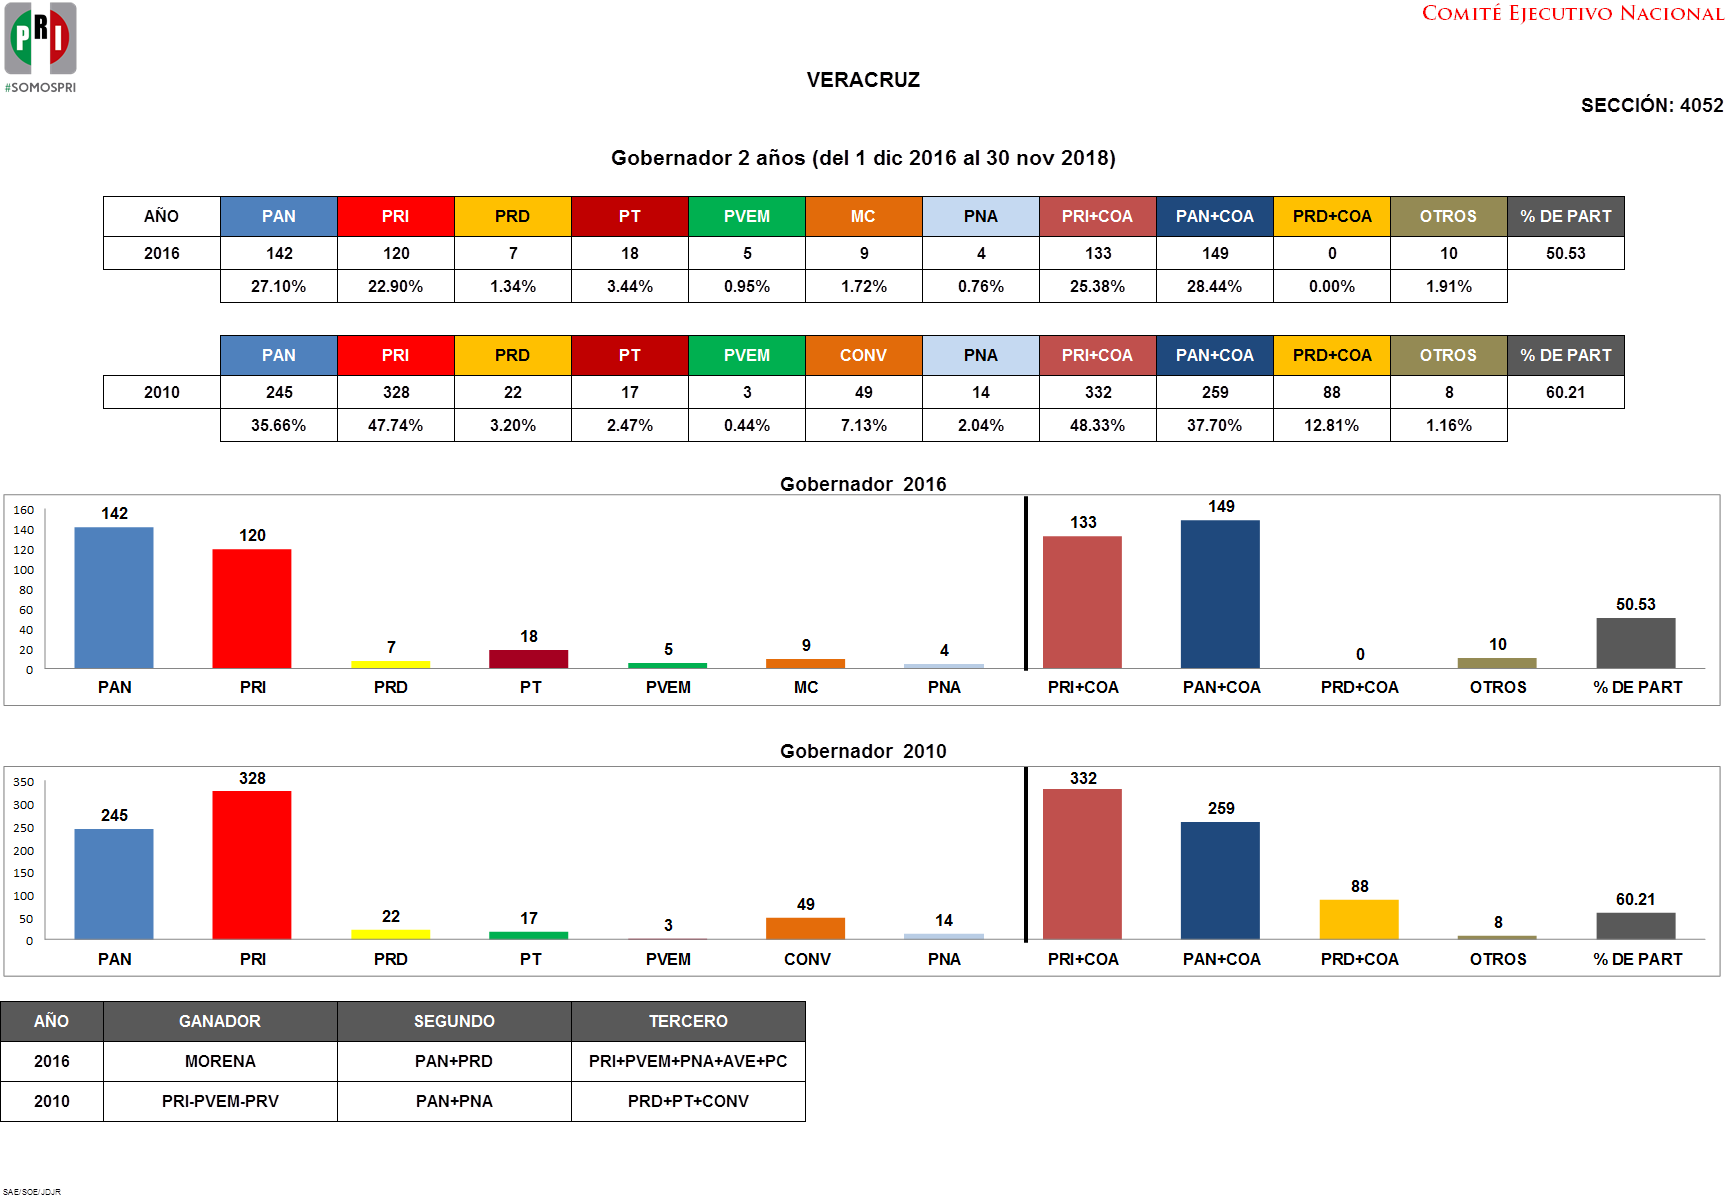 COMITÉ EJECUTIVO NACIONAL
PRI
#SOMOSPRI
VERACRUZ
SECCIÓN: 4052
Gobernador 2 años (del 1 dic 2016 al 30 nov 2018)
AÑO PAN PRI PRD PT PVEM MC PNA PRI+COA PAN+COA PRD+COA OTROS % DE PART
2016 142 120 7 18 5 9 4 133 149 0 10 50.53
27.10% 22.90% 1.34% 3.44% 0.95% 1.72% 0.76% 25.38% 28.44% 0.00% 1.91%
PAN PRI PRD PT PVEM CONV PNA PRI+COA PAN+COA PRD+COA OTROS % DE PART
2010 245 328 22 17 3 49 14 332 259 88 8 60.21
35.66% 47.74% 3.20% 2.47% 0.44% 7.13% 2.04% 48.33% 37.70% 12.81% 1.16%
Gobernador 2016
160
140
120
100
80
60
40
20
0
142 120 7 18 5 9 4 133 149 0 10 50.53
PAN PRI PRD PT PVEM MC PNA PRI+COA PAN+COA PRD+COA OTROS % DE PART
Gobernador 2010
350
300
250
200
150
100
50
0
245 328 22 17 3 49 14 332 259 88 8 60.21
PAN PRI PRD PT PVEM CONV PNA PRI+COA PAN+COA PRD+COA OTROS % DE PART
AÑO GANADOR SEGUNDO TERCERO
2016 MORENA PAN+PRD PRI+PVEM+PNA+AVE+PC
2010 PRI-PVEM-PRV PAN+PNA PRD+PT+CONV
SAE/SOE/JDJR